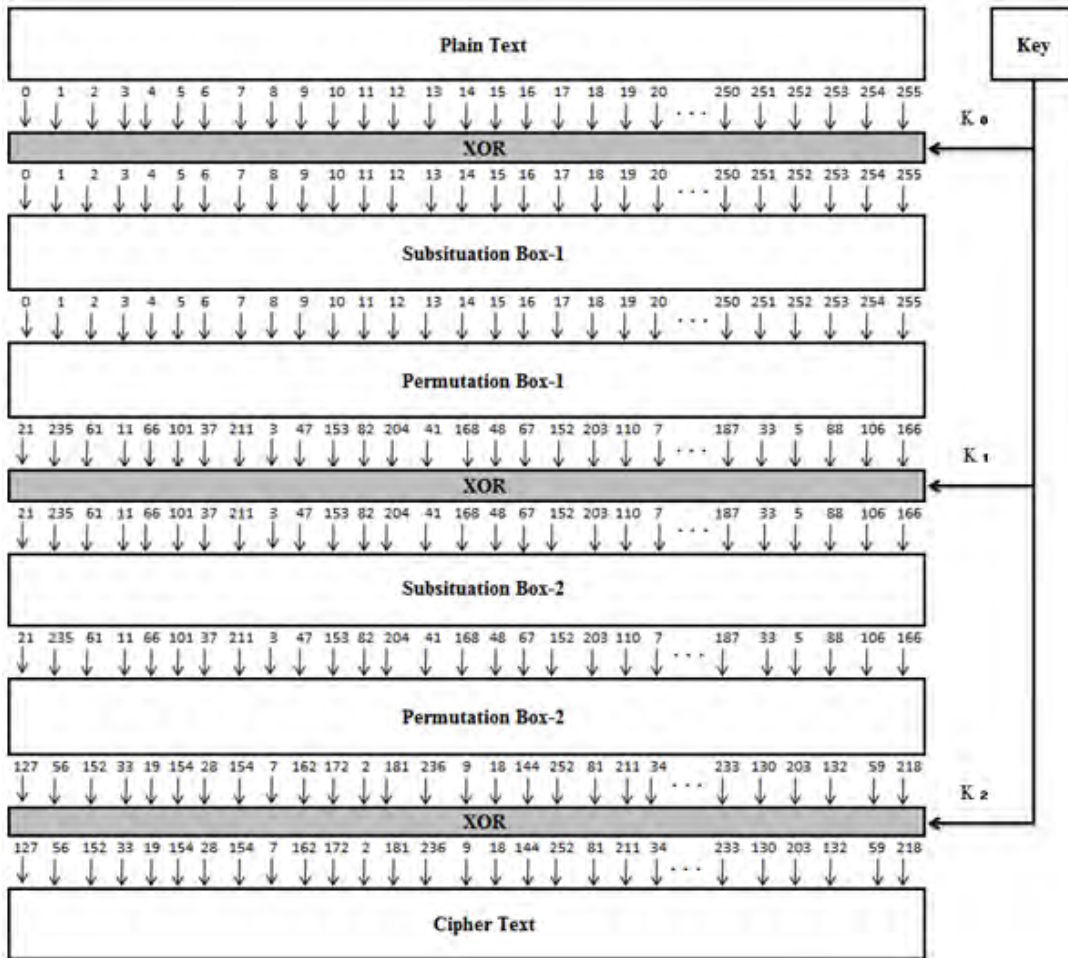 Plain Text Key
0 1 2 3 4 5 6 7 8 9 10 11 12 13 14 15 16 17 18 19 20 ... 250 251 252 253 254 255
K 0
XOR
0 1 2 3 4 5 6 7 8 9 10 11 12 13 14 15 16 17 18 19 20 ... 250 251 252 253 254 255
Subsituation Box-1
0 1 2 3 4 5 6 7 8 9 10 11 12 13 14 15 16 17 18 19 20 ... 250 251 252 253 254 255
Permutation Box-1
21 235 61 11 66 101 37 211 3 47 153 82 204 41 168 48 67 152 203 110 7 ... 187 33 5 88 106 166
K 1
XOR
21 235 61 11 66 101 37 211 3 47 153 82 204 41 168 48 67 152 203 110 7 ... 187 33 5 88 106 166
Subsituation Box-2
21 235 61 11 66 101 37 211 3 47 153 82 204 41 168 48 67 152 203 110 7 ... 187 33 5 88 106 166
Permutation Box-2
127 56 152 33 19 154 28 154 7 162 172 2 181 236 9 18 144 252 81 211 34 ... 233 130 203 132 59 218
K 2
XOR
127 56 152 33 19 154 28 154 7 162 172 2 181 236 9 18 144 252 81 211 34 ... 233 130 203 132 59 218
Cipher Text